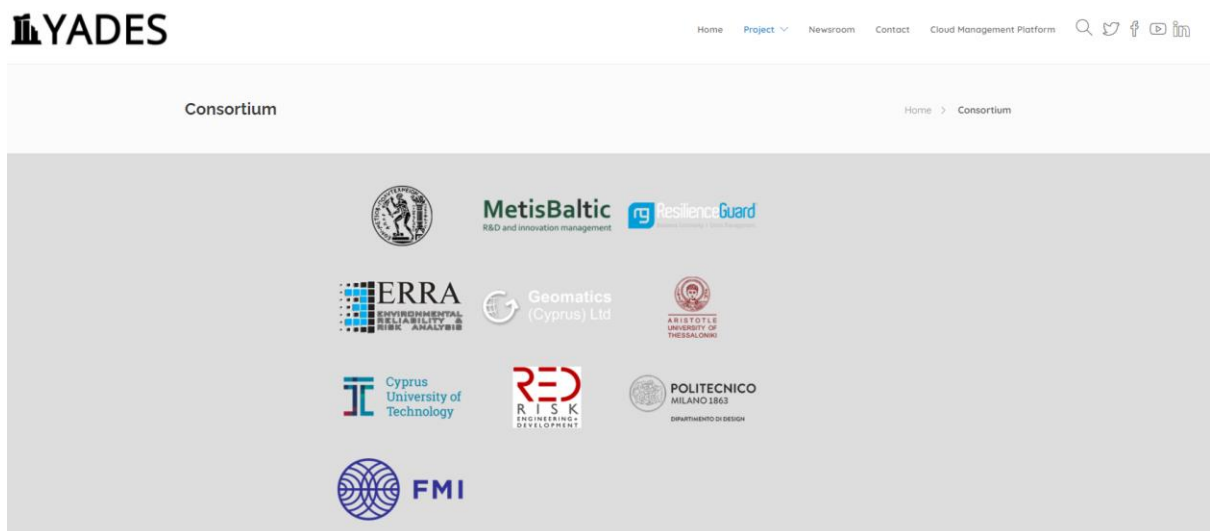 YADES
Home Project Newsroom Contact Cloud Management Platform
Consortium
Home > Consortium
MetisBaltic
R&D and innovation management
rg ResilienceGuard
ERRA
ENVIRONMENTAL
RELIABILITY &
RISK ANALYSIS
Geomatics
(Cyprus) Ltd
ARISTOTLE
UNIVERSITY OF
THESSALONIKI
Cyprus
University of
Technology
RED
RISK
ENGINEERING+
DEVELOPMENT
POLITECNICO
MILANO 1863
DIPARTIMENTO DI DESIGN
FMI